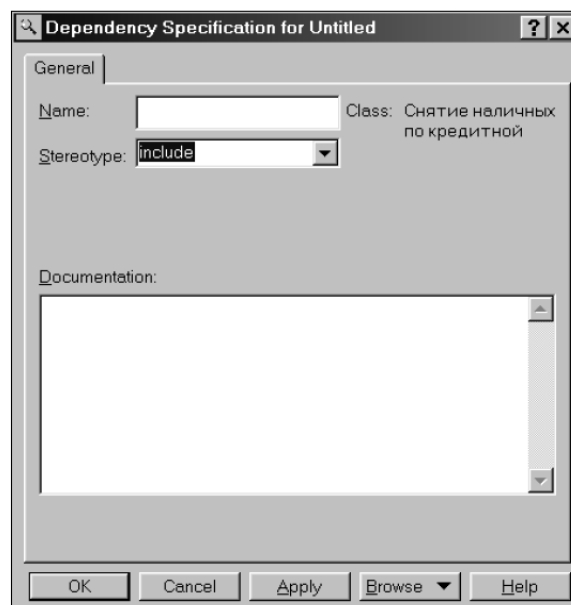 Dependency Specification for Untitled
General
Name:
Class: Снятие наличных
по кредитной
Stereotype: include
Documentation:
OK Cancel Apply Browse Help